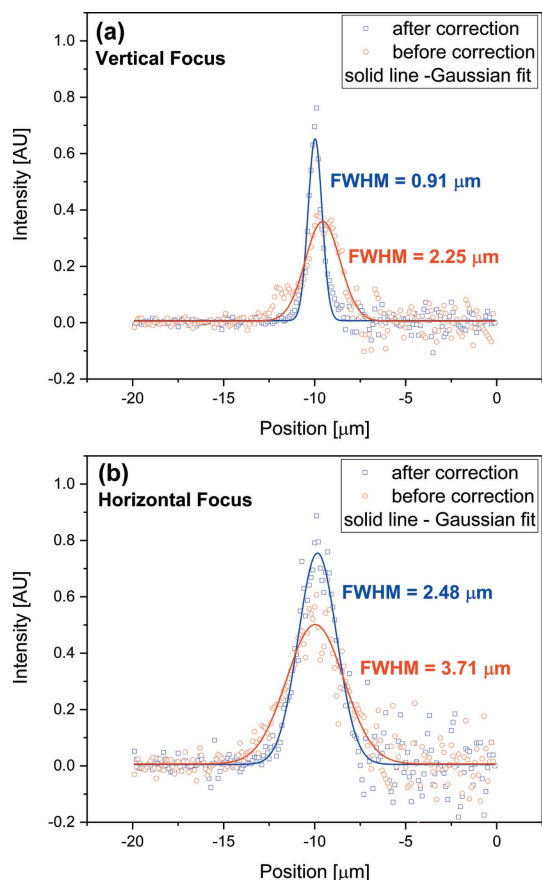 (a)
Vertical Focus
after correction
before correction
solid line -Gaussian fit
FWHM = 0.91 μm
FWHM = 2.25 μm
Intensity [AU]
1.0
0.8
0.6
0.4
0.2
0.0
-0.2
-20
-15
-10
-5
0
Position [μm]
(b)
Horizontal Focus
after correction
before correction
solid line - Gaussian fit
FWHM = 2.48 μm
FWHM = 3.71 μm
Intensity [AU]
1.0
0.8
0.6
0.4
0.2
0.0
-0.2
-20
-15
-10
-5
0
Position [μm]